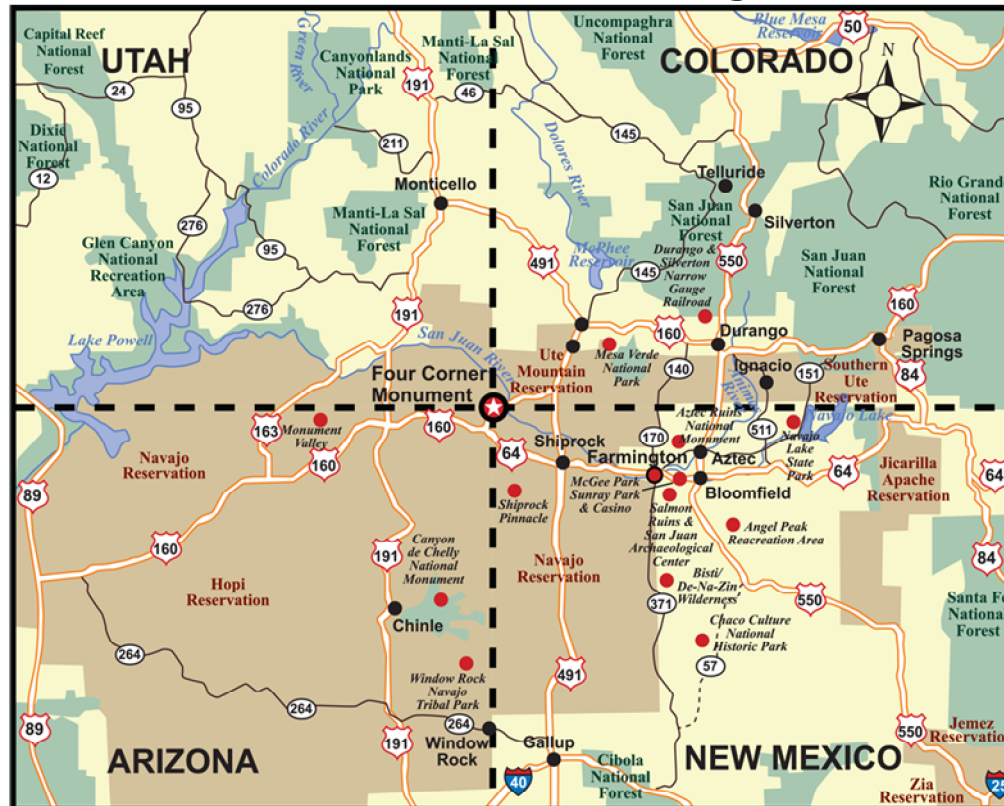 Capital Reef
National
Forest
UTAH
24
95
Dixie
National
Forest
12
Green
River
Canyonlands
National
Park
191
Manti-La Sal
National
Forest
46
211
Colorado River
Monticello
276
95
Glen Canyon
National
Recreation
Area
Manti-La Sal
National
Forest
276
191
Lake Powell
San Juan River
Four Corner
Monument
Uncompaghra
National
Forest
Blue Mesa
Reservoir
50
COLORADO
N
145
Dolores River
Telluride
San Juan
National
Forest
Silverton
Rio Grande
National
Forest
491
McPhee
Reservoir
145
Durango &
Silverton
Narrow
Gauge
Railroad
550
San Juan
National
Forest
160
160
Durango
Pagosa
Springs
Ute
Mountain
Reservation
Mesa Verde
National
Park
140
Ignacio
151
Southern
Ute
Reservation
84
Animas
River
163
Monument
Valley
160
160
Navajo
Reservation
89
160
Hopi
Reservation
191
Canyon
de Chelly
National
Monument
Chinle
264
Window Rock
Navajo
Tribal Park
264
264
89
191
Window
Rock
ARIZONA
64
Shiprock
Shiprock
Pinnacle
Navajo
Reservation
170
Farmington
Aztec Ruins
National
Monument
511
Aztec
Navajo Lake
Navajo
Lake
State
Park
64
64
Jicarilla
Apache
Reservation
McGee Park
Sunray Park
& Casino
Bloomfield
Salmon
Ruins &
San Juan
Archaeological
Center
Angel Peak
Reacreation Area
84
Bisti/
De-Na-Zin
Wilderness
371
550
Santa Fe
National
Forest
Chaco Culture
National
Historic Park
57
491
Gallup
40
Cibola
National
Forest
NEW MEXICO
550
Jemez
Reservation
Zia
Reservation
25